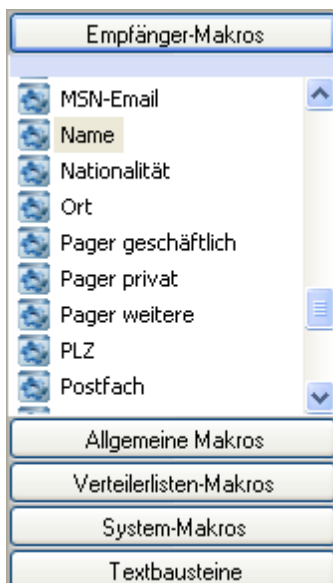 Empfänger-Makros
MSN-Email
Name
Nationalität
Ort
Pager geschäftlich
Pager privat
Pager weitere
PLZ
Postfach
Allgemeine Makros
Verteilerlisten-Makros
System-Makros
Textbausteine